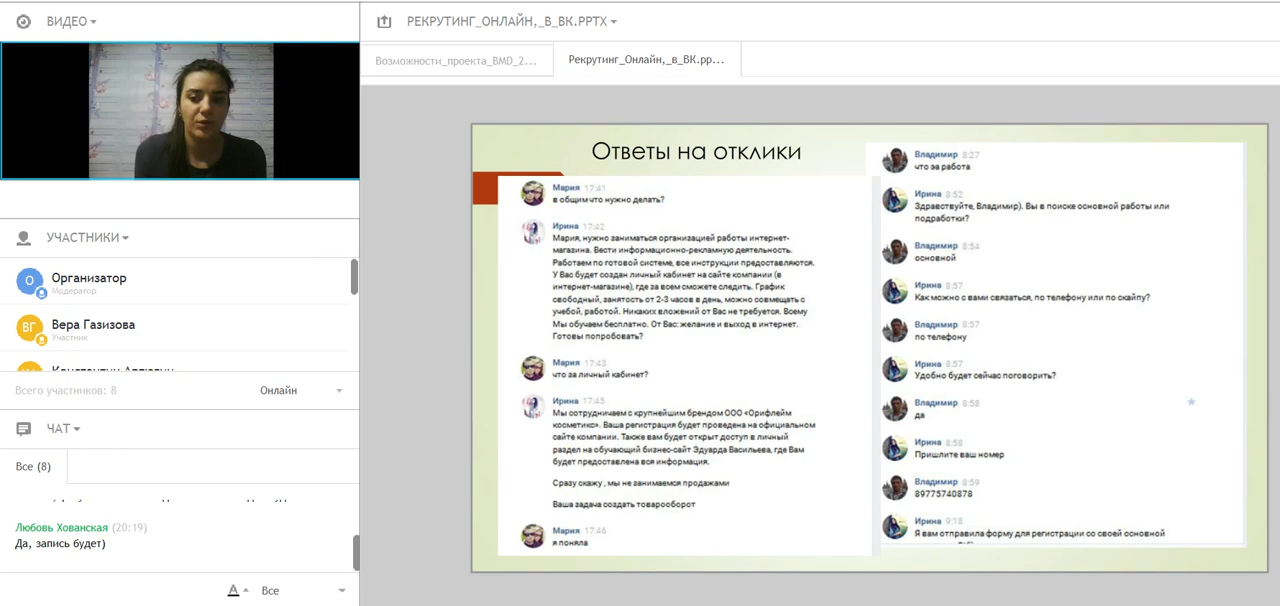 ВИДЕО
РЕКРУТИНГ_ОНЛАЙН,_В_ВК.PPTX
Возможности_проекта_BMD_2...
Рекрутинг_Онлайн,_в_ВК.pp...
УЧАСТНИКИ
О
Организатор
Модератор
ВГ
Вера Газизова
Участник
Всего участников: 8
Онлайн
ЧАТ
Все (8)
Любовь Хованская (20:19)
Да, запись будет)
A
Все
Ответы на отклики
Мария 17:41
в общим что нужно делать?
Ирина 17:42
Мария, нужно заниматься организацией работы интернет-
магазина. Вести информационно-рекламную деятельность.
Работаем по готовой системе, все инструкции предоставляются.
У Вас будет создан личный кабинет на сайте компании (в
интернет-магазине), где за всем сможете следить. График
свободный, занятость от 2-3 часов в день, можно совмещать с
учебой, работой. Никаких вложений от Вас не требуется. Всему
Мы обучаем бесплатно. От Вас: желание и выход в интернет.
Готовы попробовать?
Мария 17:43
что за личный кабинет?
Ирина 17:45
Мы сотрудничаем с крупнейшим брендом ООО «Орифлейм
косметикс». Ваша регистрация будет проведена на официальном
сайте компании. Также вам будет открыт доступ в личный
раздел на обучающий бизнес-сайт Эдуарда Васильева, где Вам
будет предоставлена вся информация.
Сразу скажу , мы не занимаемся продажами
Ваша задача создать товарооборот
Мария 17:46
я поняла
Владимир 8:27
что за работа
Ирина 8:52
Здравствуйте, Владимир). Вы в поиске основной работы или
подработки?
Владимир 8:54
основной
Ирина 8:57
Как можно с вами связаться, по телефону или по скайпу?
Владимир 8:57
по телефону
Ирина 8:57
Удобно будет сейчас поговорить?
Владимир 8:58
да
Ирина 8:58
Пришлите ваш номер
Владимир 8:59
89775740878
Ирина 9:18
Я вам отправила форму для регистрации со своей основной